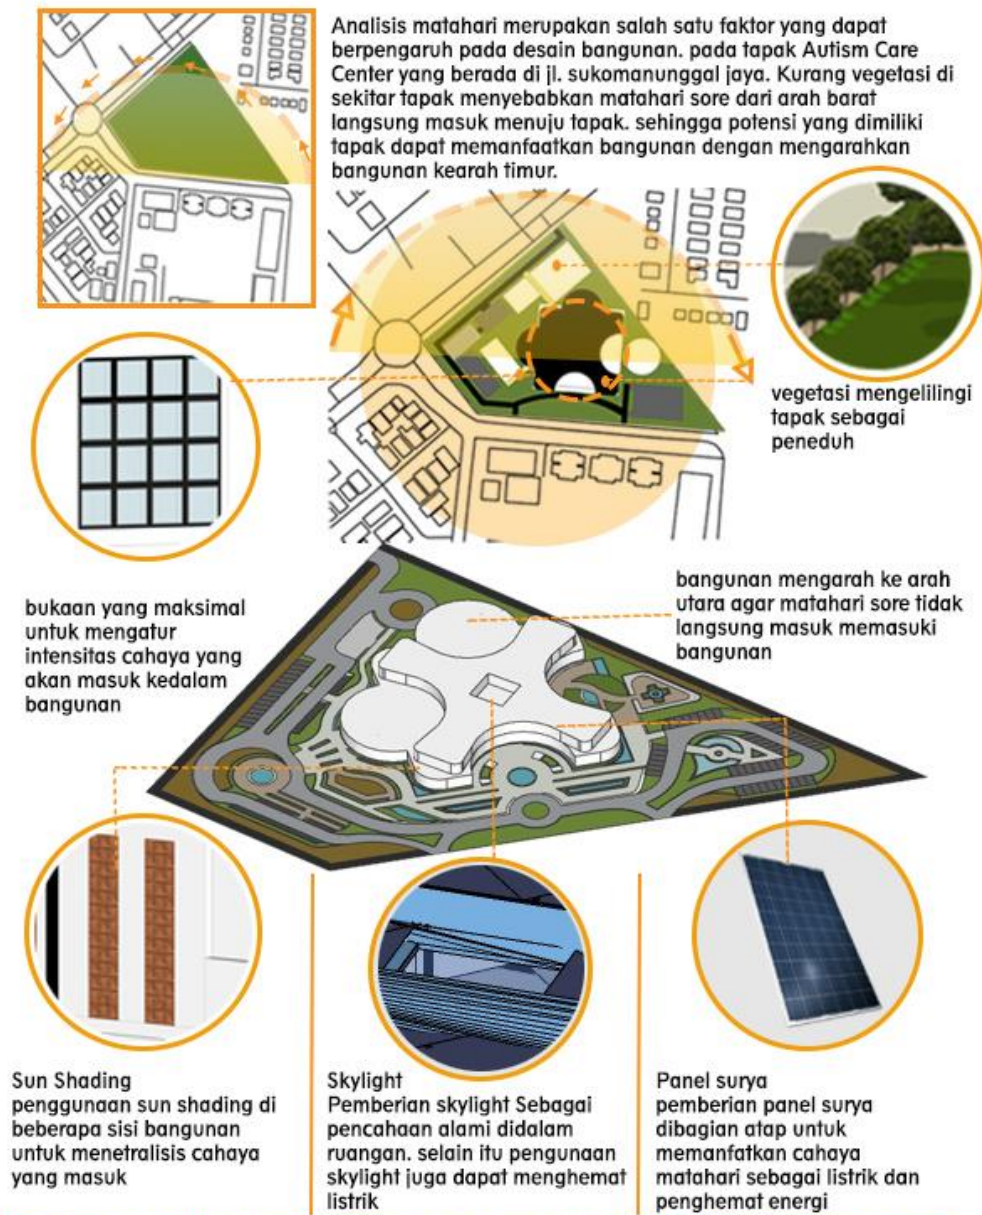 Analisis matahari merupakan salah satu faktor yang dapat
berpengaruh pada desain bangunan. pada tapak Autism Care
Center yang berada di jl. sukomanunggal jaya. Kurang vegetasi di
sekitar tapak menyebabkan matahari sore dari arah barat
langsung masuk menuju tapak. sehingga potensi yang dimiliki
tapak dapat memanfaatkan bangunan dengan mengarahkan
bangunan kearah timur.
vegetasi mengelilingi
tapak sebagai
peneduh
bukaan yang maksimal
untuk mengatur
intensitas cahaya yang
akan masuk kedalam
bangunan
bangunan mengarah ke arah
utara agar matahari sore tidak
langsung masuk memasuki
bangunan
Sun Shading
penggunaan sun shading di
beberapa sisi bangunan
untuk menetralisis cahaya
yang masuk
Skylight
Pemberian skylight Sebagai
pencahaan alami didalam
ruangan. selain itu pengunaan
skylight juga dapat menghemat
listrik
Panel surya
pemberian panel surya
dibagian atap untuk
memanfatkan cahaya
matahari sebagai listrik dan
penghemat energi